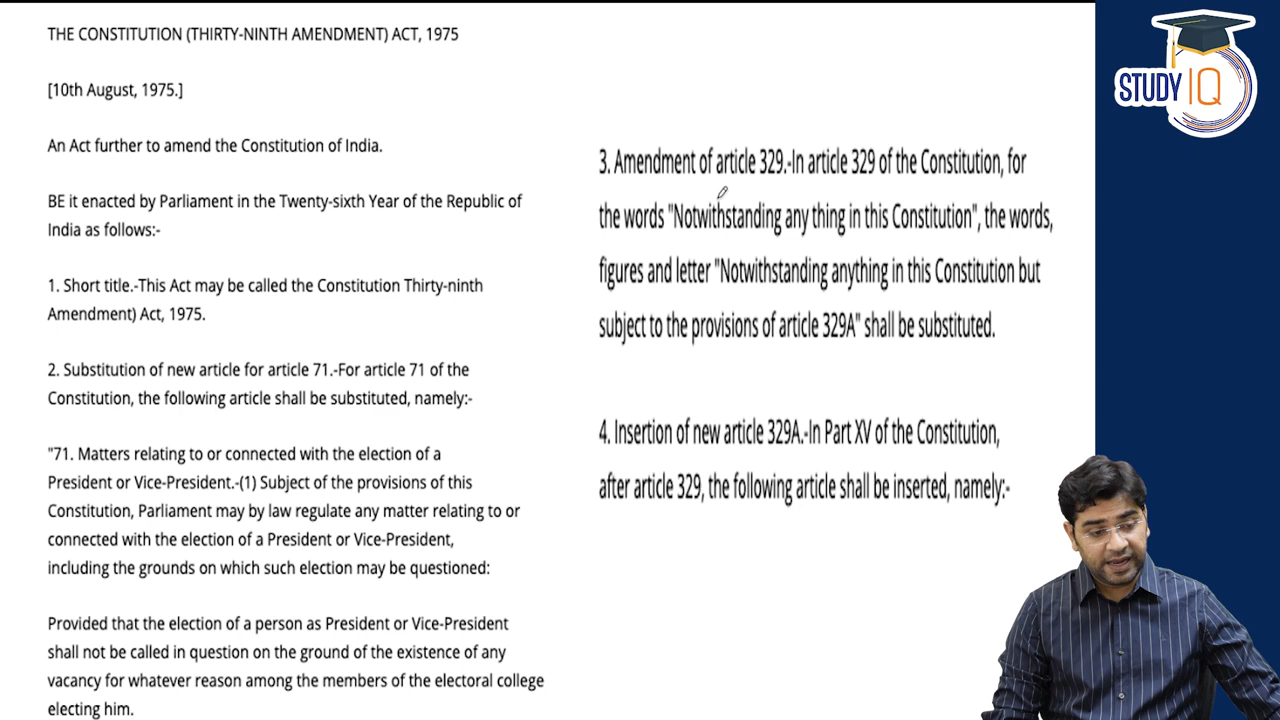 THE CONSTITUTION (THIRTY-NINTH AMENDMENT) ACT, 1975
[10th August, 1975.]
An Act further to amend the Constitution of India.
BE it enacted by Parliament in the Twenty-sixth Year of the Republic of
India as follows:-
1. Short title.-This Act may be called the Constitution Thirty-ninth
Amendment) Act, 1975.
2. Substitution of new article for article 71.-For article 71 of the
Constitution, the following article shall be substituted, namely:-
"71. Matters relating to or connected with the election of a
President or Vice-President.-(1) Subject of the provisions of this
Constitution, Parliament may by law regulate any matter relating to or
connected with the election of a President or Vice-President,
including the grounds on which such election may be questioned:
Provided that the election of a person as President or Vice-President
shall not be called in question on the ground of the existence of any
vacancy for whatever reason among the members of the electoral college
electing him.
3. Amendment of article 329.-In article 329 of the Constitution, for
the words "Notwithstanding any thing in this Constitution", the words,
figures and letter "Notwithstanding anything in this Constitution but
subject to the provisions of article 329A" shall be substituted.
4. Insertion of new article 329A.-In Part XV of the Constitution,
after article 329, the following article shall be inserted, namely:-
STUDY IQ